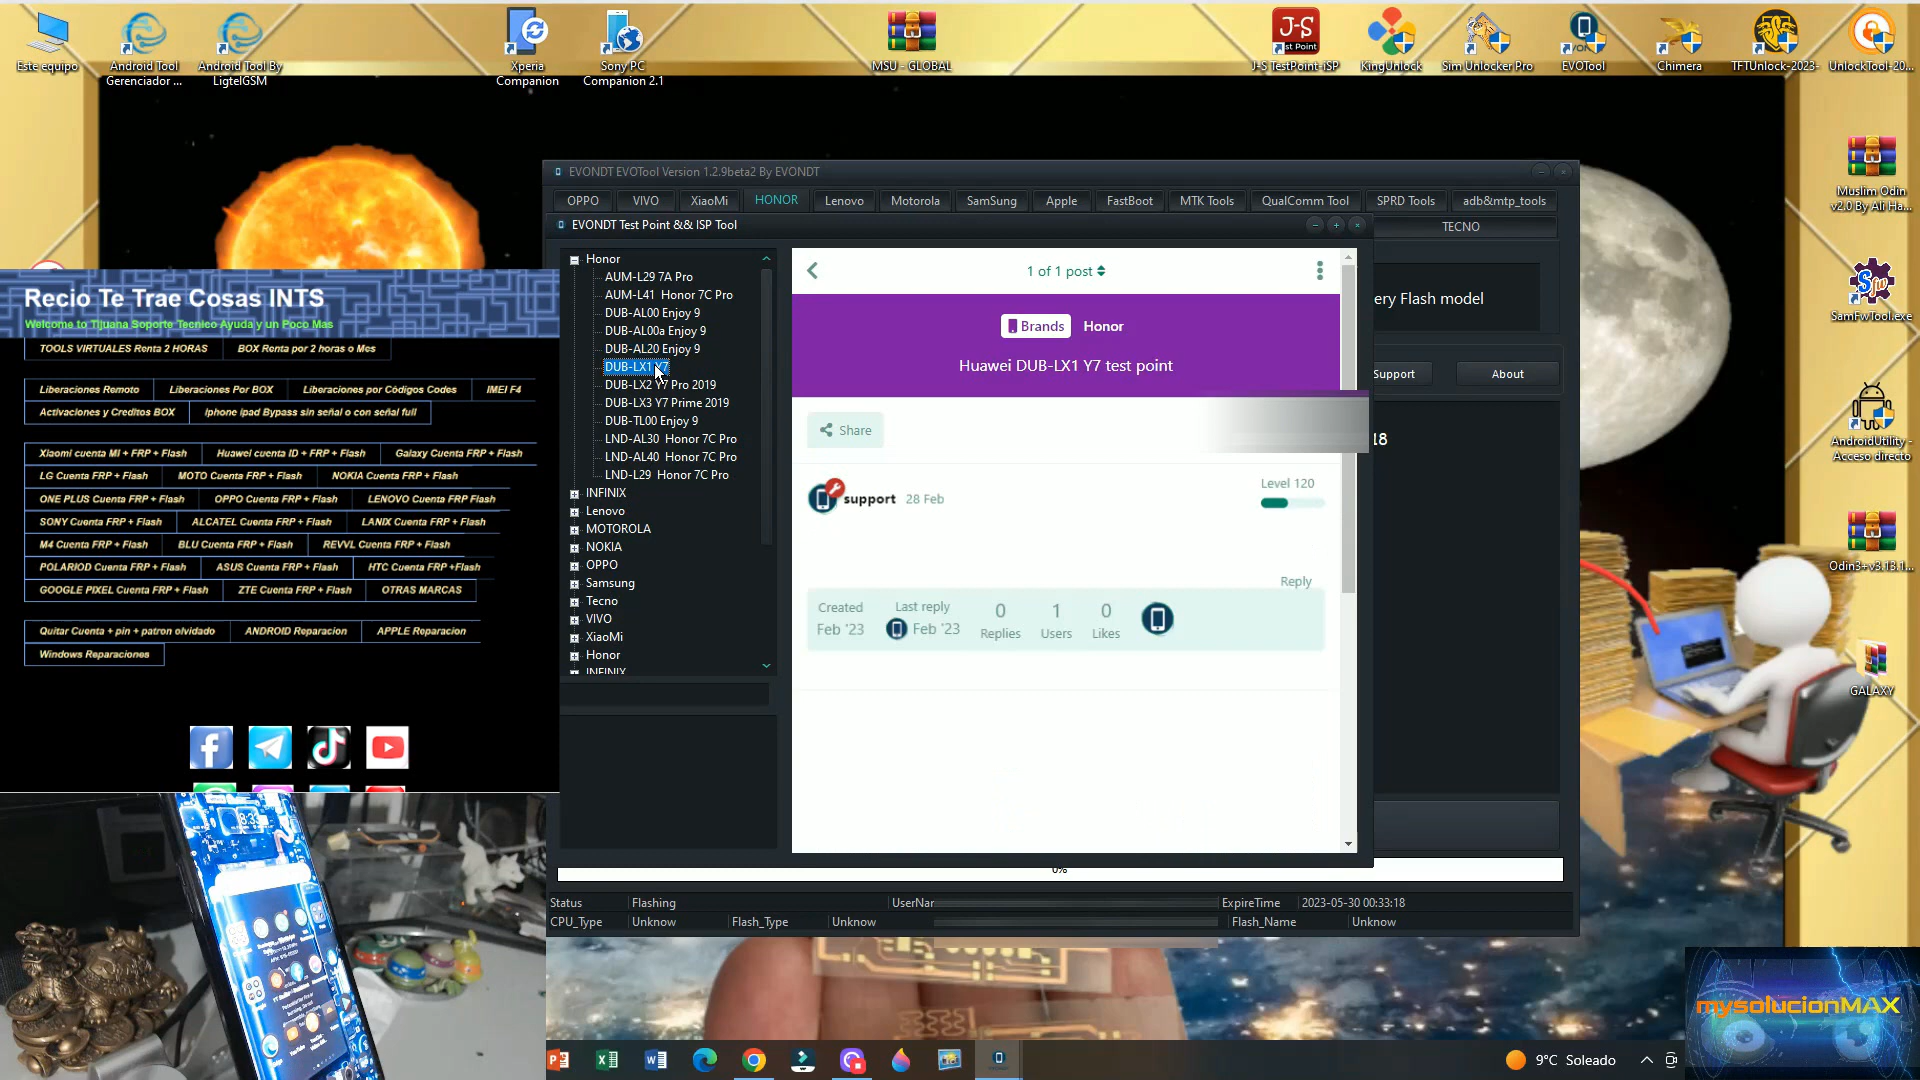 Este equipo
Android Tool
Gerenciador ...
Android Tool By
LigtelGSM
Xperia
Companion
Sony PC
Companion 2.1
MSU - GLOBAL
J-S
J-S TestPoint-iSP
KingUnlock
Sim Unlocker Pro
EVOTool
Chimera
TFTUnlock-2023-
UnlockTool-20...
Muslim Odin
v2.0 By Ali Ha...
SamFwTool.exe
AndroidUtility -
Acceso directo
Odin3+v3.13.1...
GALAXY
EVONDT EVOTool Version 1.2.9beta2 By EVONDT
OPPO VIVO XiaoMi HONOR Lenovo Motorola SamSung Apple FastBoot MTK Tools QualComm Tool SPRD Tools adb&mtp_tools
TECNO
EVONDT Test Point && ISP Tool
Honor
AUM-L29 7A Pro
AUM-L41 Honor 7C Pro
DUB-AL00 Enjoy 9
DUB-AL00a Enjoy 9
DUB-AL20 Enjoy 9
DUB-LX1 Y7
DUB-LX2 Y7 Pro 2019
DUB-LX3 Y7 Prime 2019
DUB-TL00 Enjoy 9
LND-AL30 Honor 7C Pro
LND-AL40 Honor 7C Pro
LND-L29 Honor 7C Pro
INFINIX
Lenovo
MOTOROLA
NOKIA
OPPO
Samsung
Tecno
VIVO
XiaoMi
Honor
INFINIX
1 of 1 post
Brands Honor
Huawei DUB-LX1 Y7 test point
Share
support 28 Feb
Level 120
Reply
Created
Feb '23
Last reply
Feb '23
0
Replies
1
Users
0
Likes
ery Flash model
Support About
18
0%
Status Flashing UserNar ExpireTime 2023-05-30 00:33:18
CPU_Type Unknown Flash_Type Unknown Flash_Name Unknown
Recio Te Trae Cosas INTS
Welcome to Tijuana Soporte Tecnico Ayuda y un Poco Mas
TOOLS VIRTUALES Renta 2 HORAS BOX Renta por 2 horas o Mes
Liberaciones Remoto Liberaciones Por BOX Liberaciones por Códigos Codes IMEI F4
Activaciones y Creditos BOX Iphone ipad Bypass sin señal o con señal full
Xiaomi cuenta MI + FRP Huawei cuenta ID + FRP Galaxy Cuenta FRP + Flash
LG Cuenta FRP + Flash MOTO Cuenta FRP + Flash NOKIA Cuenta FRP + Flash
ONE PLUS Cuenta FRP + Flash OPPO Cuenta FRP + Flash LENOVO Cuenta FRP Flash
SONY Cuenta FRP + Flash ALCATEL Cuenta FRP + Flash LANIX Cuenta FRP + Flash
M4 Cuenta FRP + Flash BLU Cuenta FRP + Flash REVVL Cuenta FRP + Flash
POLARIOD Cuenta FRP + Flash ASUS Cuenta FRP + Flash HTC Cuenta FRP +Flash
GOOGLE PIXEL Cuenta FRP + Flash ZTE Cuenta FRP + Flash OTRAS MARCAS
Quitar Cuenta + pin + patron olvidado ANDROID Reparacion APPLE Reparacion
Windows Reparaciones
mysolucionMAX
9°C Soleado